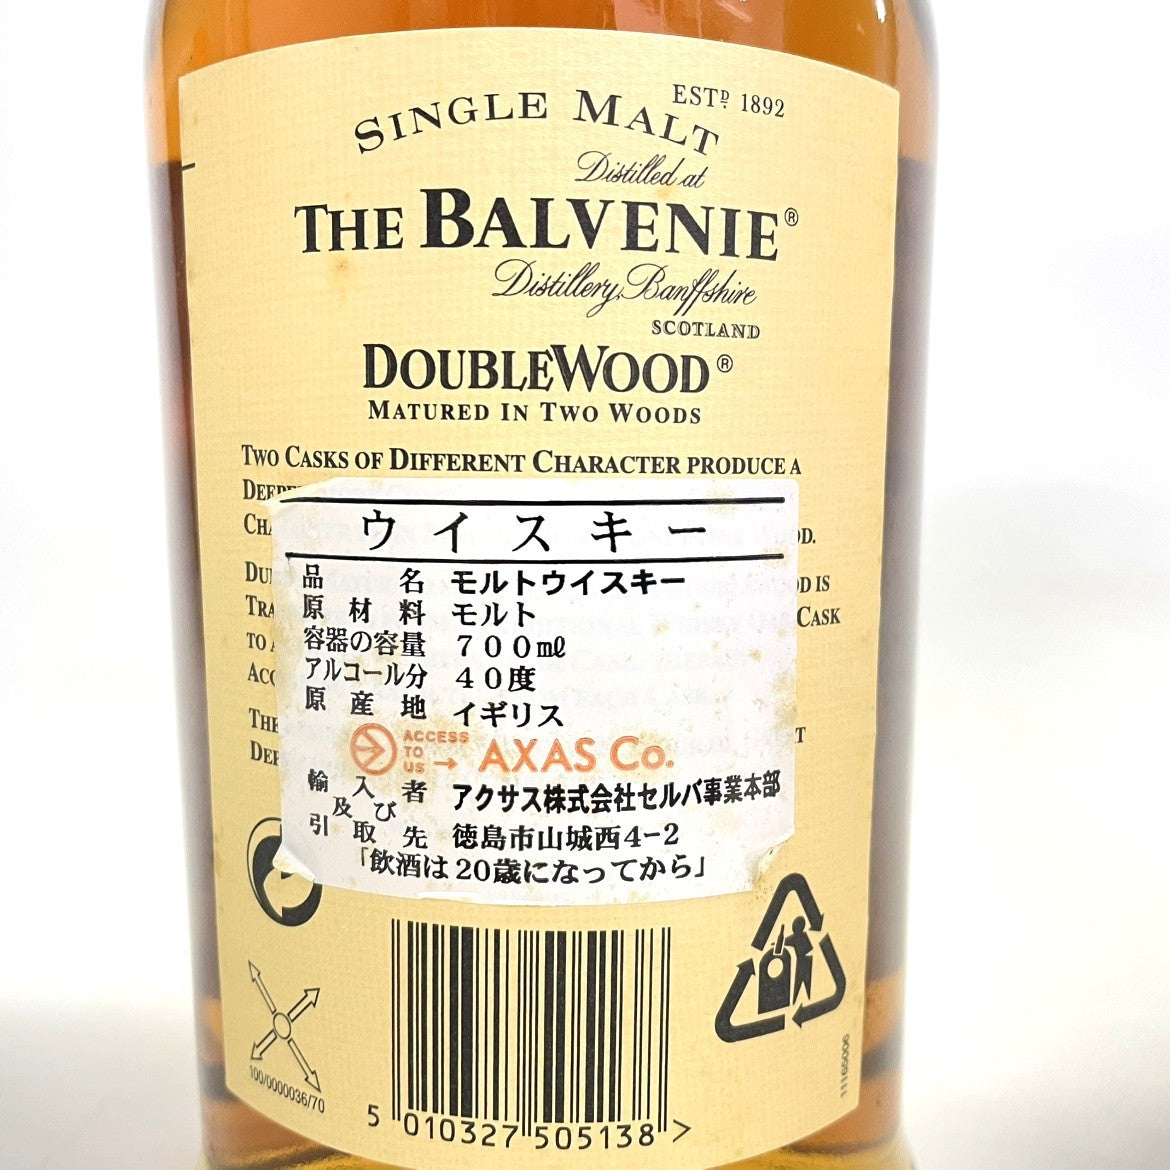 ESTD 1892
SINGLE MALT
Distilled at
THE BALVENIE®
Distillery, Banffshire
SCOTLAND
DOUBLEWOOD®
MATURED IN TWO WOODS
TWO CASKS OF DIFFERENT CHARACTER PRODUCE A
ウイスキー
品名 モルトウイスキー
原材料 モルト
容器の容量 700㎖
アルコール分 40度
原産地 イギリス
ACCESS TO US → AXAS Co.
輸入者及び引取先 アクサス株式会社セルバ事業本部
徳島市山城西4-2
「飲酒は20歳になってから」
IS
CASK
TO
THE
100/0000036/70
11165006
5 010327 505138 >